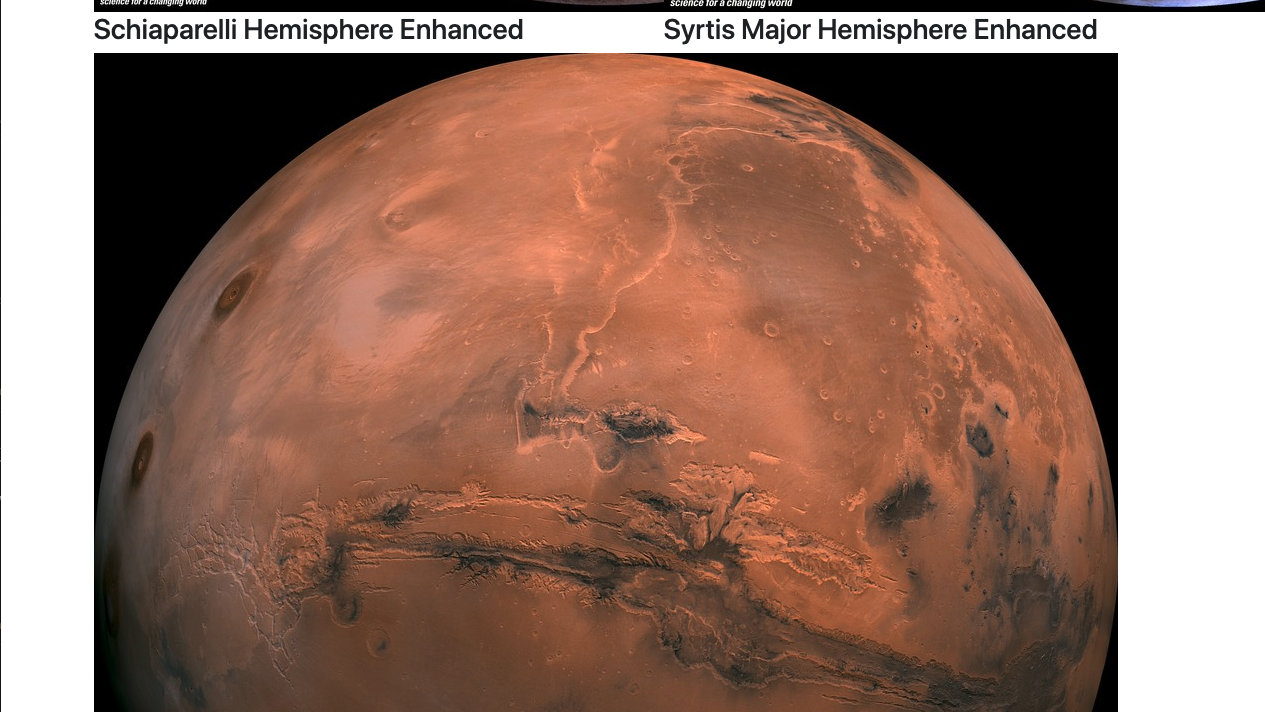 science for a changing world
science for a changing world
Schiaparelli Hemisphere Enhanced
Syrtis Major Hemisphere Enhanced